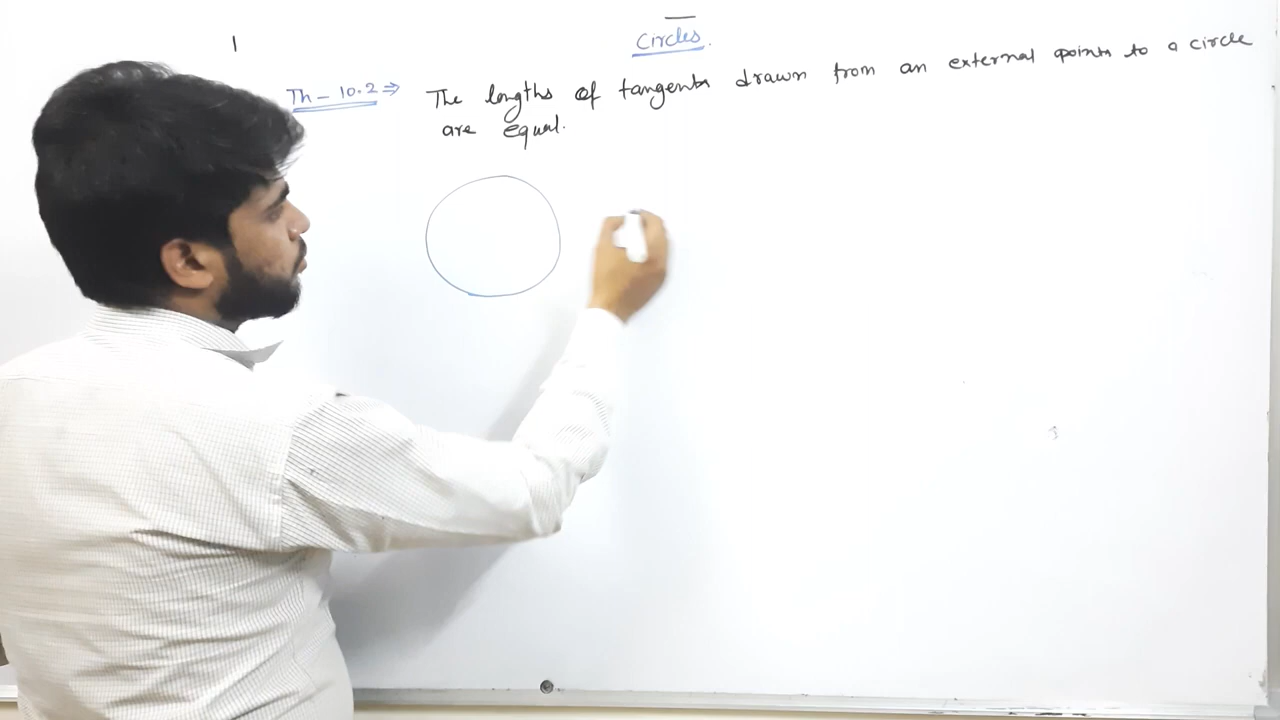 Circles.
Th - 10.2 ⇒ The lengths of tangents drawn from an external points to a circle
are equal.